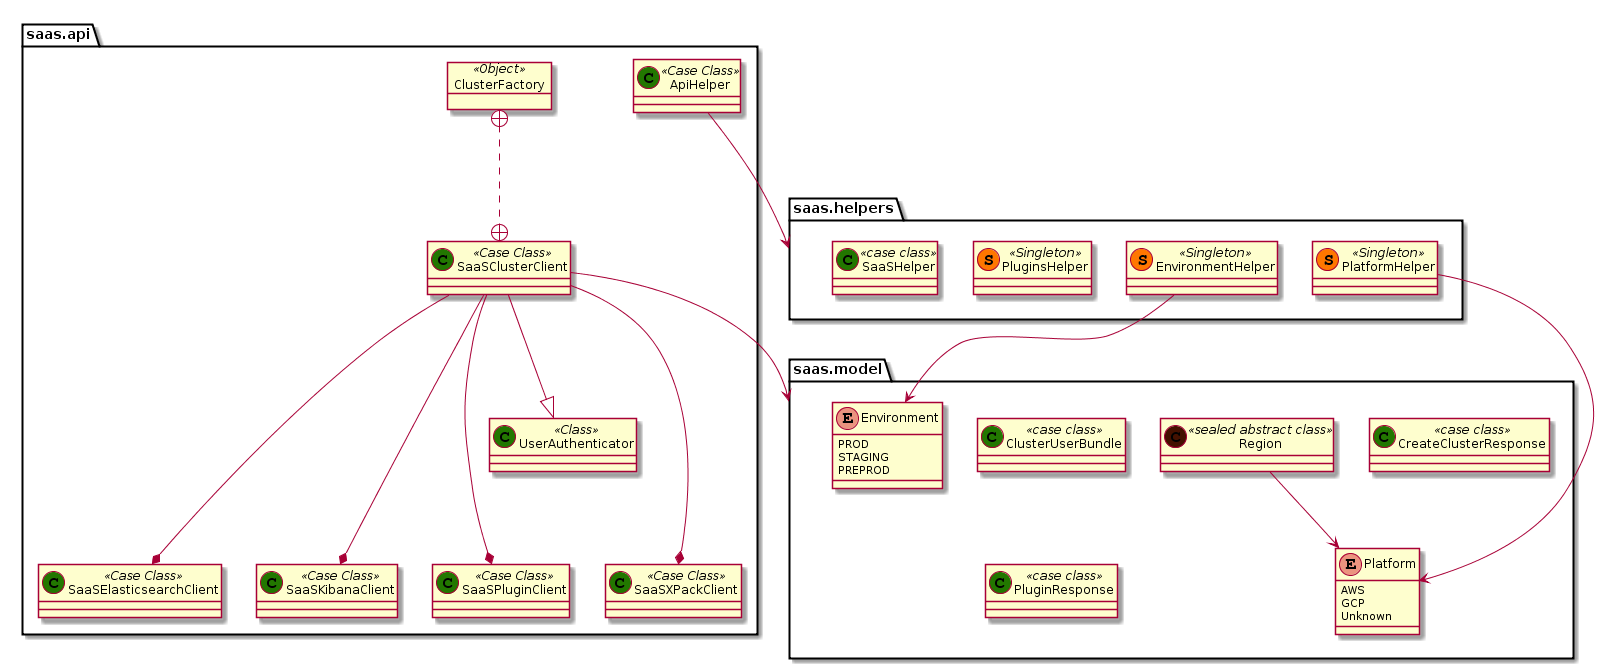 saas.api
«Object»
ClusterFactory
C
«Case Class»
ApiHelper
C
«Case Class»
SaaSClusterClient
C
«Class»
UserAuthenticator
C
«Case Class»
SaaSElasticsearchClient
C
«Case Class»
SaaSKibanaClient
C
«Case Class»
SaaSPluginClient
C
«Case Class»
SaaSXPackClient
saas.helpers
C
«case class»
SaaSHelper
S
«Singleton»
PluginsHelper
S
«Singleton»
EnvironmentHelper
S
«Singleton»
PlatformHelper
saas.model
E
Environment
PROD
STAGING
PREPROD
C
«case class»
ClusterUserBundle
C
«sealed abstract class»
Region
C
«case class»
CreateClusterResponse
C
«case class»
PluginResponse
E
Platform
AWS
GCP
Unknown